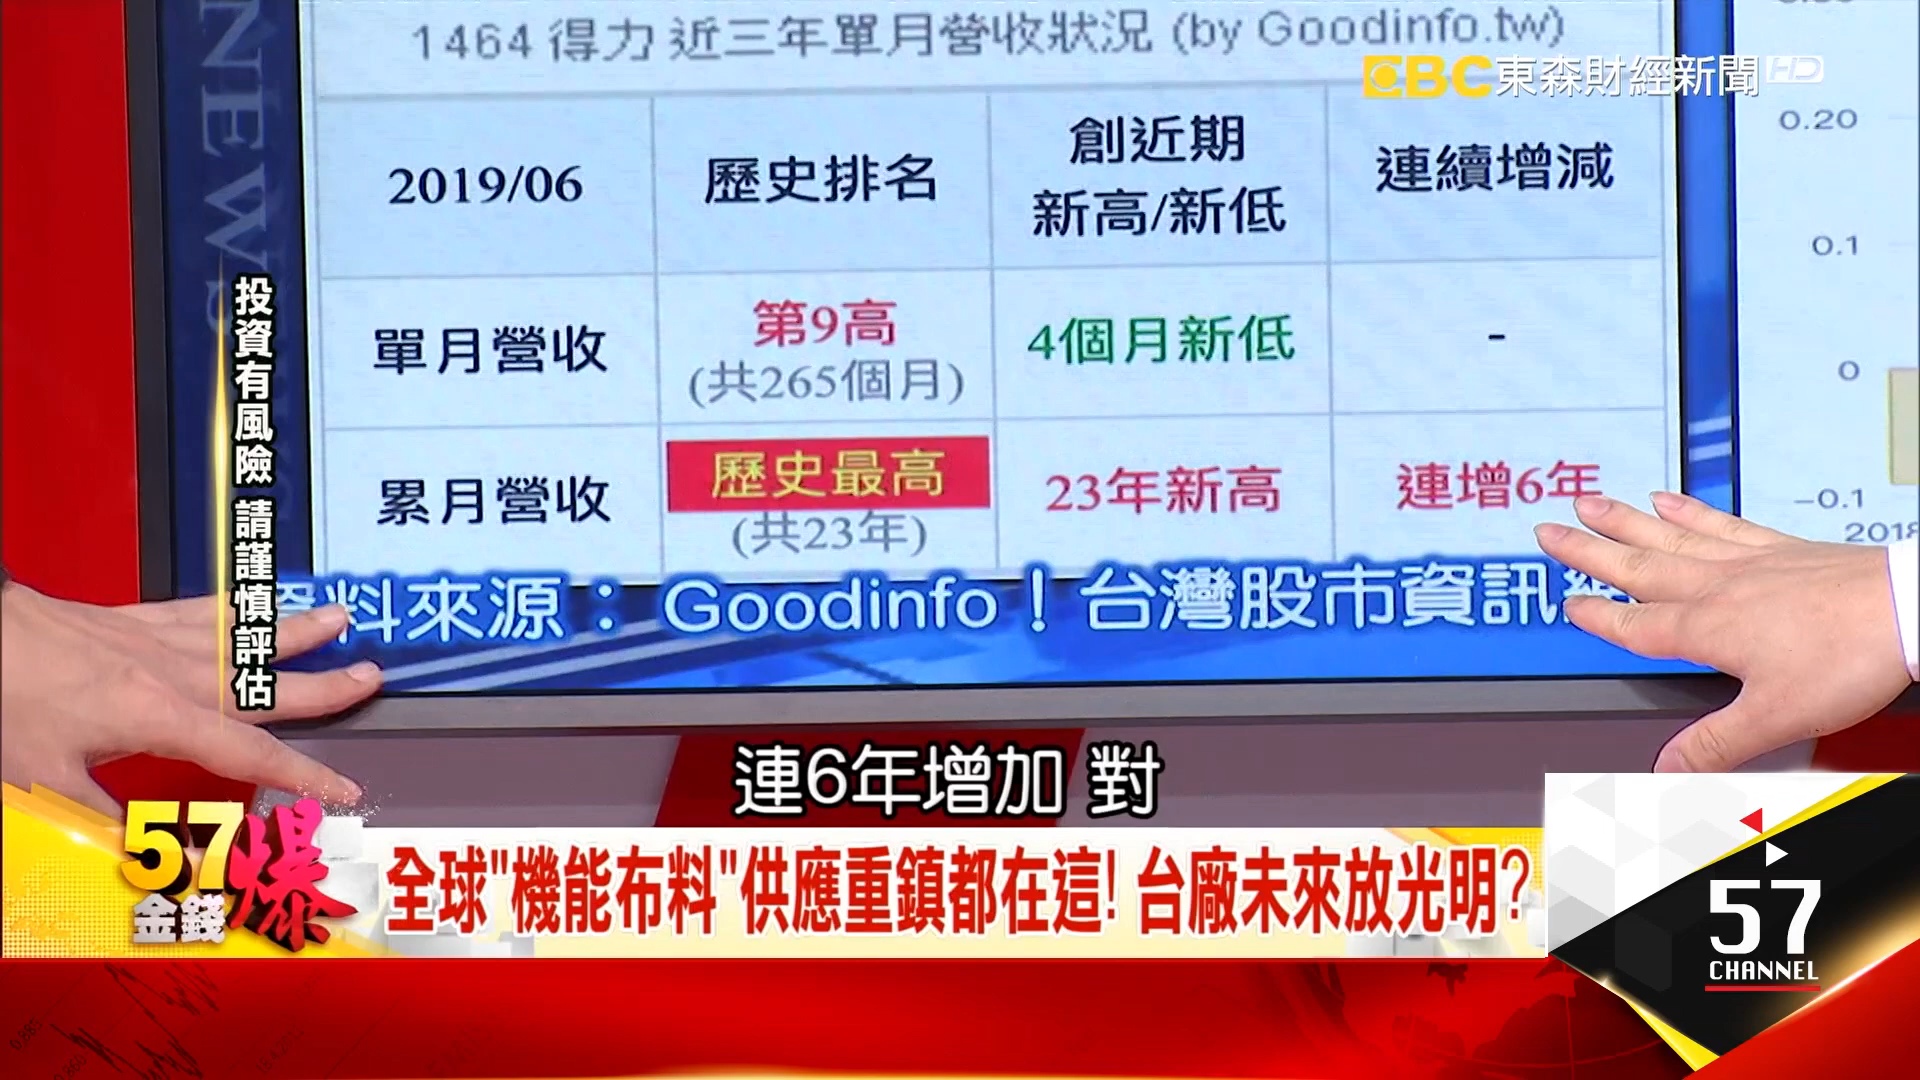 1464 得力 近三年單月營收狀況 (by Goodinfo.tw)
EBC 東森財經新聞 HD
NEWS
2019/06
歷史排名
創近期
新高/新低
連續增減
單月營收
第9高
(共265個月)
4個月新低
-
累月營收
歷史最高
(共23年)
23年新高
連增6年
0.20
0.1
0
-0.1
2018
料來源： Goodinfo！台灣股市資訊
投資有風險 請謹慎評估
連6年增加 對
57
金錢
爆
全球"機能布料"供應重鎮都在這! 台廠未來放光明?
57
CHANNEL